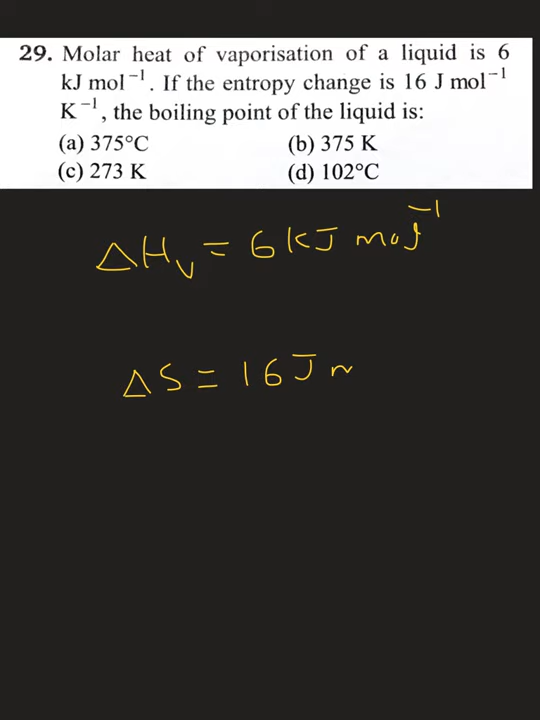 29. Molar heat of vaporisation of a liquid is 6
kJ mol⁻¹. If the entropy change is 16 J mol⁻¹
K⁻¹, the boiling point of the liquid is:
(a) 375°C (b) 375 K
(c) 273 K (d) 102°C
ΔHᵥ = 6 kJ mol⁻¹
ΔS = 16 J